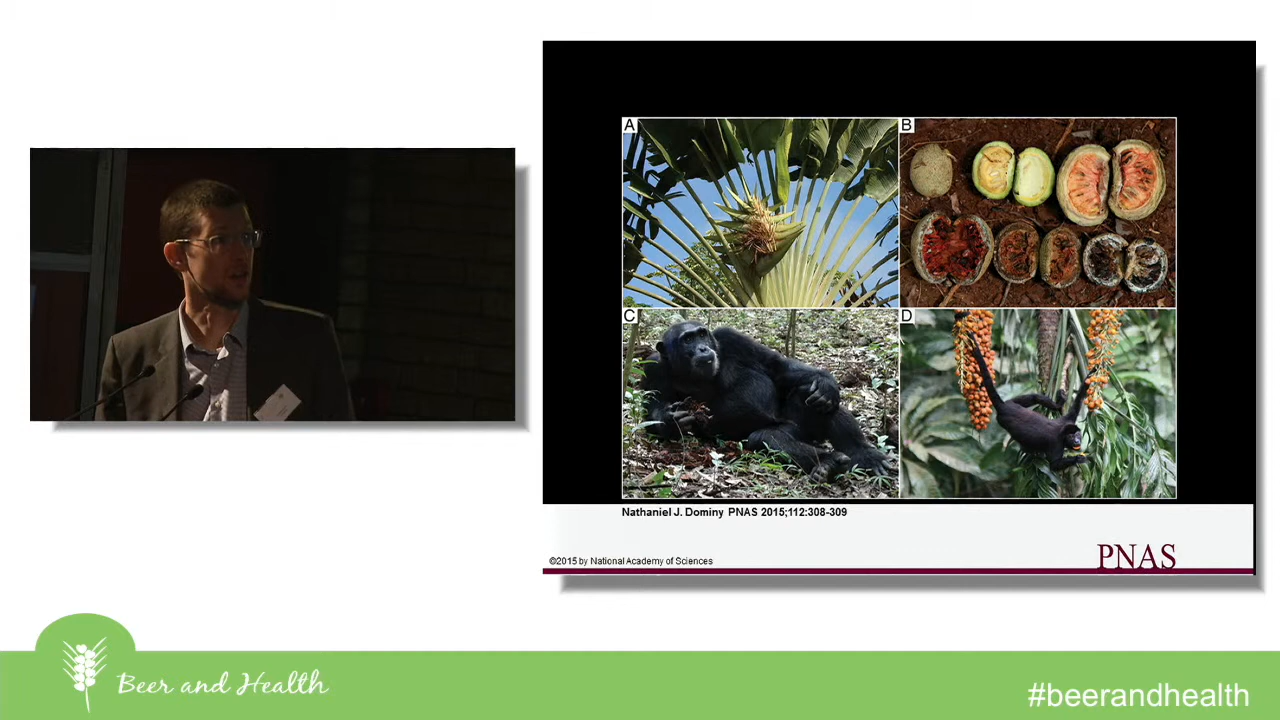 A
B
C
D
Nathaniel J. Dominy PNAS 2015;112:308-309
©2015 by National Academy of Sciences
PNAS
Beer and Health
#beerandhealth